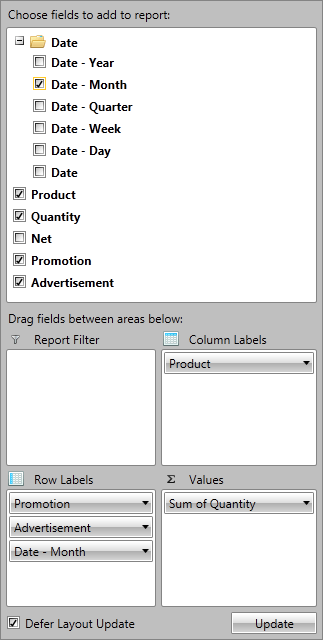 Choose fields to add to report:
Date
Date - Year
Date - Month
Date - Quarter
Date - Week
Date - Day
Date
Product
Quantity
Net
Promotion
Advertisement
Drag fields between areas below:
Report Filter
Column Labels
Product
Row Labels
Σ Values
Promotion
Sum of Quantity
Advertisement
Date - Month
Defer Layout Update
Update